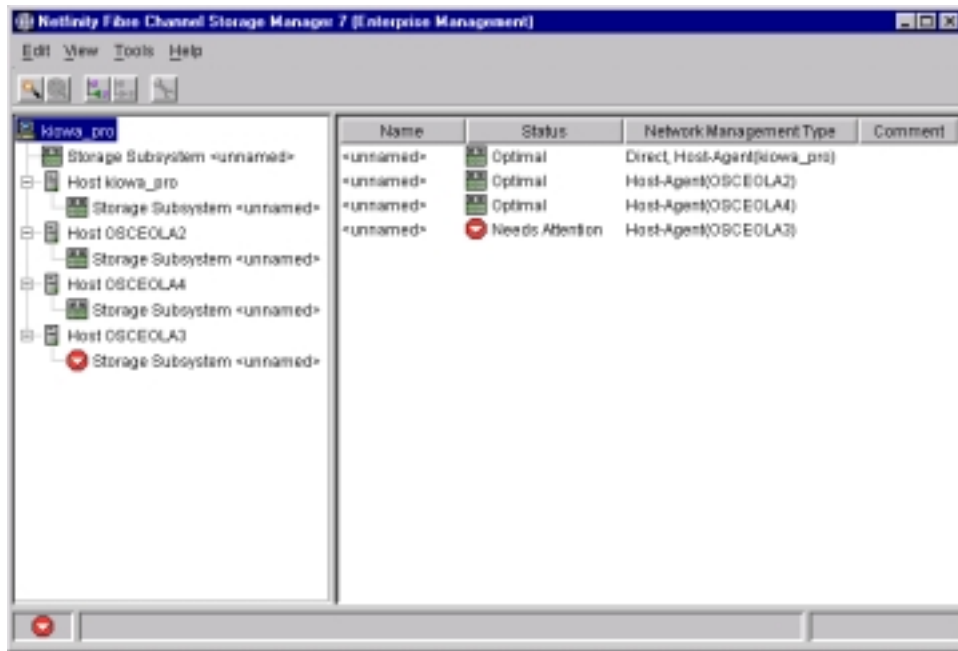 Netfinity Fibre Channel Storage Manager 7 (Enterprise Management)
Edit View Tools Help
kiowa_pro
Storage Subsystem <unnamed>
Host kiowa_pro
Storage Subsystem <unnamed>
Host OSCEOLA2
Storage Subsystem <unnamed>
Host OSCEOLA4
Storage Subsystem <unnamed>
Host OSCEOLA3
Storage Subsystem <unnamed>
Name Status Network Management Type Comment
<unnamed> Optimal Direct, Host-Agent(kiowa_pro)
<unnamed> Optimal Host-Agent(OSCEOLA2)
<unnamed> Optimal Host-Agent(OSCEOLA4)
<unnamed> Needs Attention Host-Agent(OSCEOLA3)